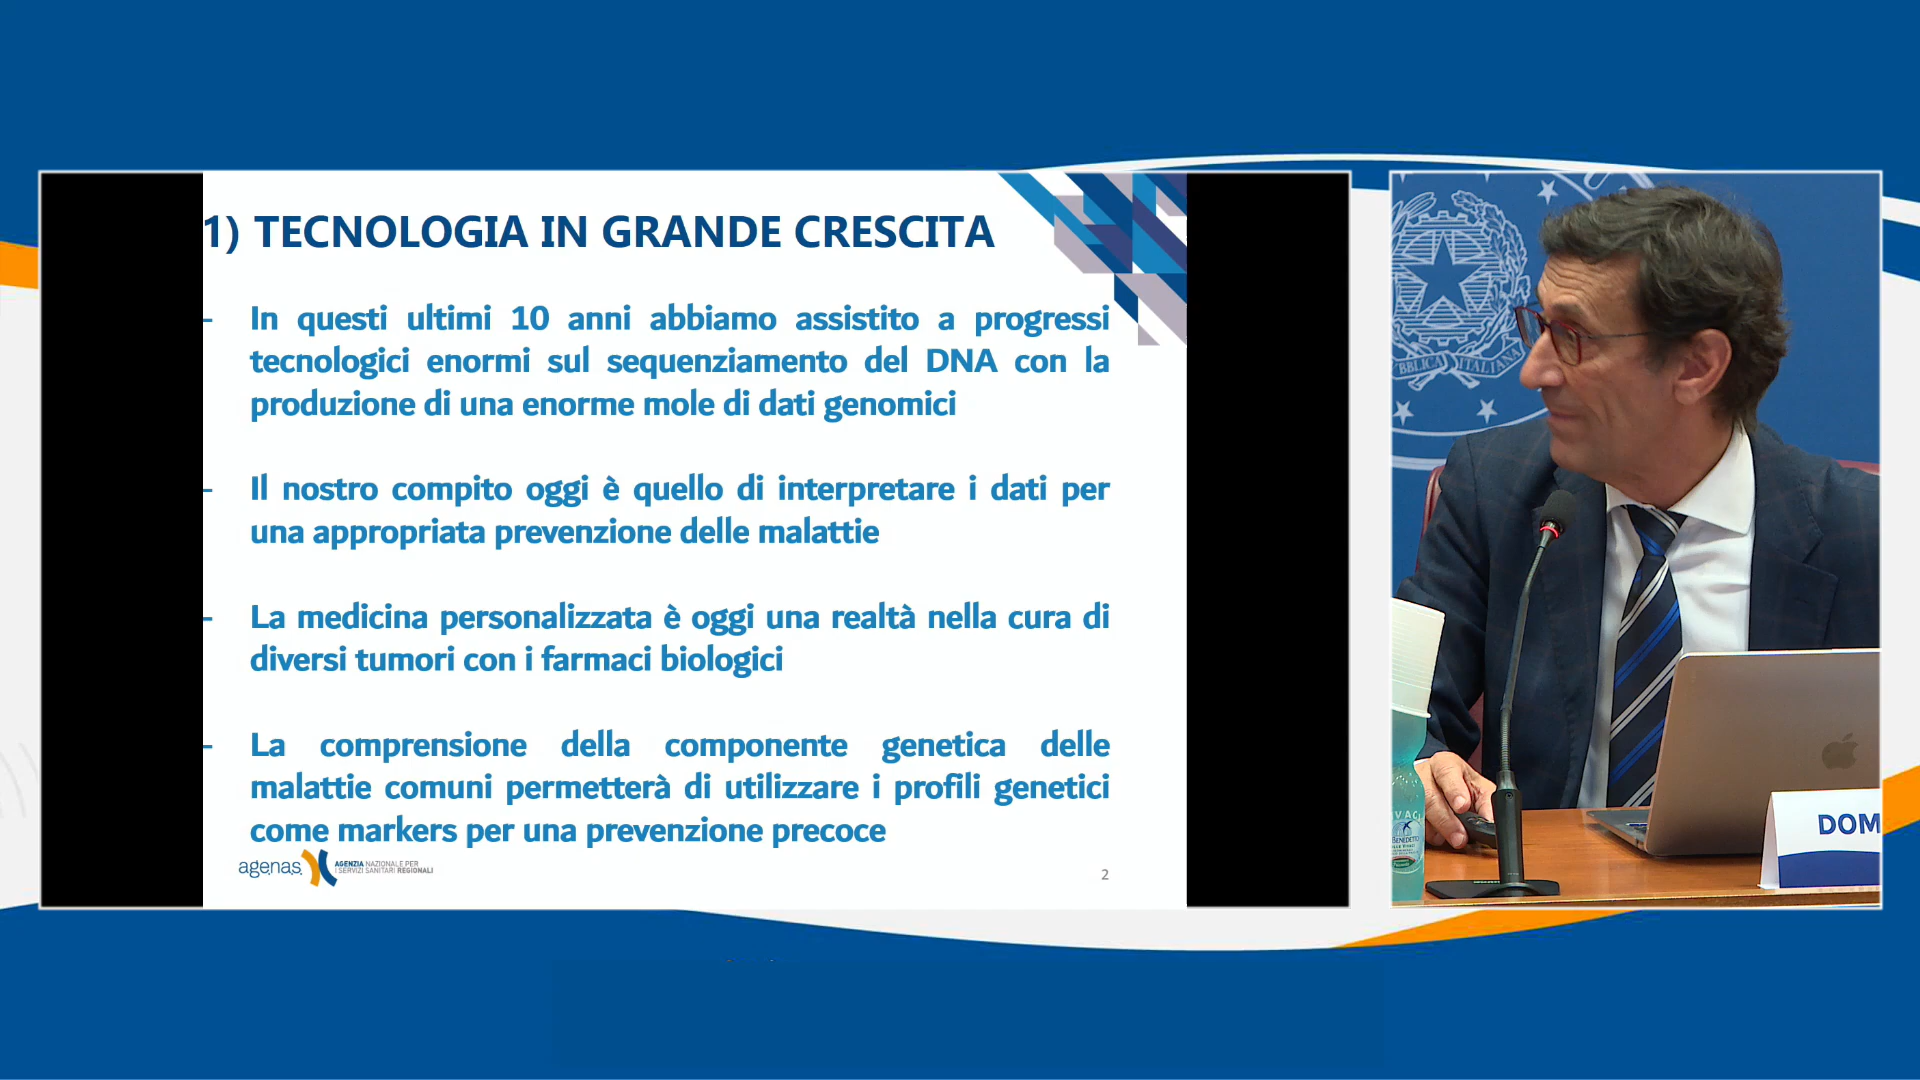 1) TECNOLOGIA IN GRANDE CRESCITA
- In questi ultimi 10 anni abbiamo assistito a progressi
tecnologici enormi sul sequenziamento del DNA con la
produzione di una enorme mole di dati genomici
- Il nostro compito oggi è quello di interpretare i dati per
una appropriata prevenzione delle malattie
- La medicina personalizzata è oggi una realtà nella cura di
diversi tumori con i farmaci biologici
- La comprensione della componente genetica delle
malattie comuni permetterà di utilizzare i profili genetici
come markers per una prevenzione precoce
agenas
AGENZIA NAZIONALE PER
I SERVIZI SANITARI REGIONALI
2
BBLICA ITALIANA
BENEDETTO
DOM